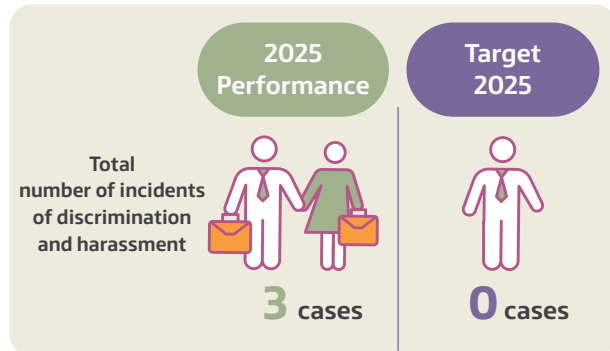 2025
Performance
Target
2025
Total
number of incidents
of discrimination
and harassment
3 cases
0 cases